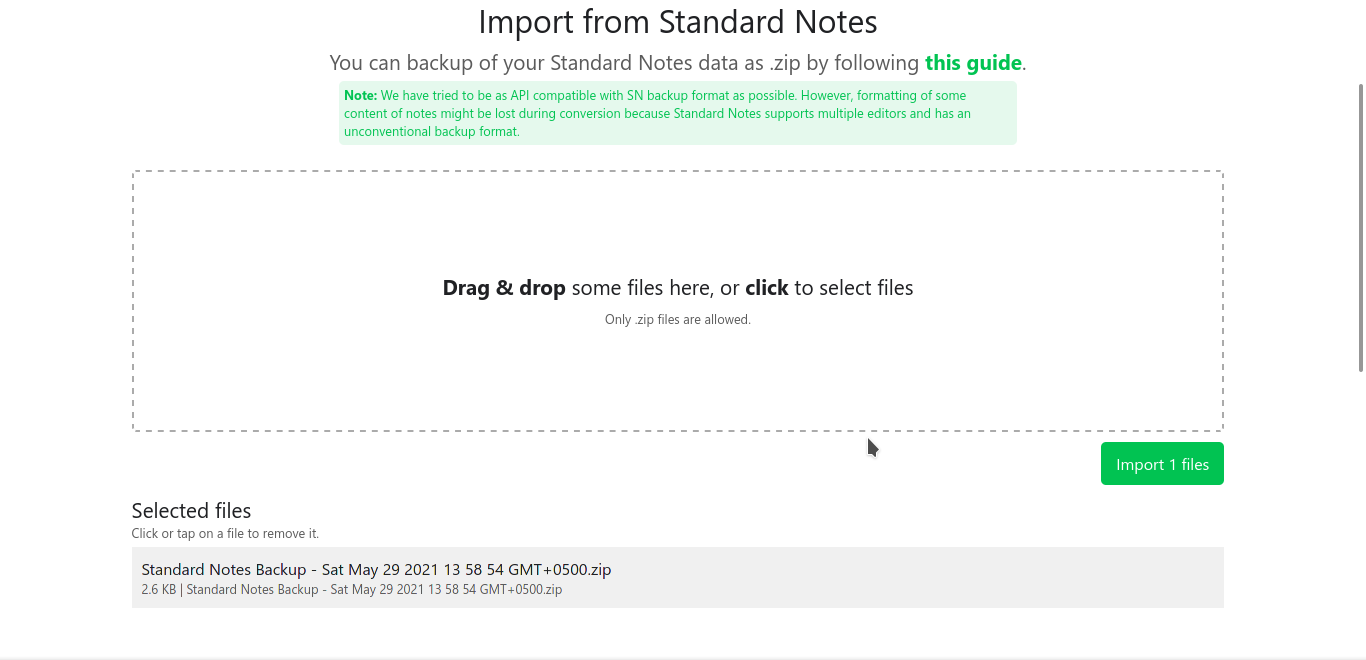 Import from Standard Notes
You can backup of your Standard Notes data as .zip by following this guide.
Note: We have tried to be as API compatible with SN backup format as possible. However, formatting of some
content of notes might be lost during conversion because Standard Notes supports multiple editors and has an
unconventional backup format.
Drag & drop some files here, or click to select files
Only .zip files are allowed.
Import 1 files
Selected files
Click or tap on a file to remove it.
Standard Notes Backup - Sat May 29 2021 13 58 54 GMT+0500.zip
2.6 KB | Standard Notes Backup - Sat May 29 2021 13 58 54 GMT+0500.zip